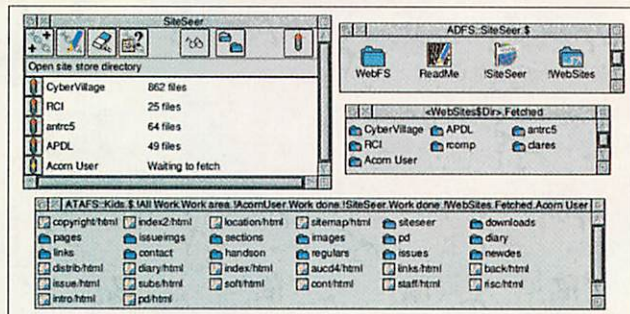 SiteSeer
Open site store directory
CyberVillage 862 files
RCI 25 files
antrc5 64 files
APDL 49 files
Acorn User Waiting to fetch
ADFS::SiteSeer.$
WebFS ReadMe !SiteSeer !WebSites
<WebSites$Dir>.Fetched
CyberVillage APDL antrc5
RCI rcomp clares
Acorn User
ATAFS::Kids.$.!All Work.Work area.!AcornUser.Work done.!SiteSeer.Work done.!WebSites.Fetched.Acorn User
copyright/html index2/html location/html sitemap/html siteseer downloads
pages issueimgs sections images pd diary
links contact handson regulars issues newdes
distrib/html diary/html index/html aucd4/html links/html back/html
issue/html subs/html soft/html cont/html staff/html risc/html
intro/html pd/html